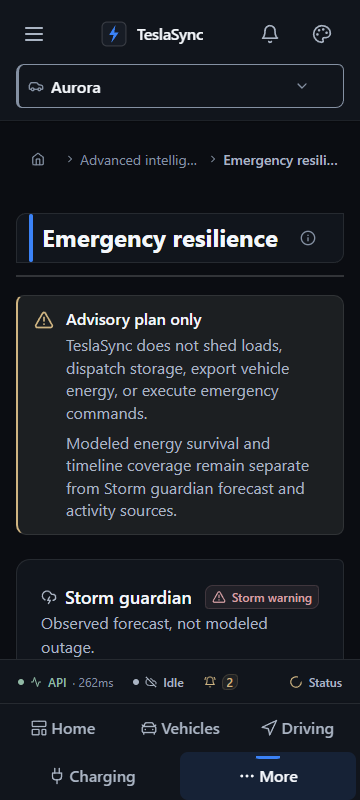 TeslaSync
Aurora
Advanced intellig... Emergency resili...
Emergency resilience
Advisory plan only
TeslaSync does not shed loads,
dispatch storage, export vehicle
energy, or execute emergency
commands.
Modeled energy survival and
timeline coverage remain separate
from Storm guardian forecast and
activity sources.
Storm guardian Storm warning
Observed forecast, not modeled
outage.
API · 262ms Idle 2 Status
Home Vehicles Driving
Charging More